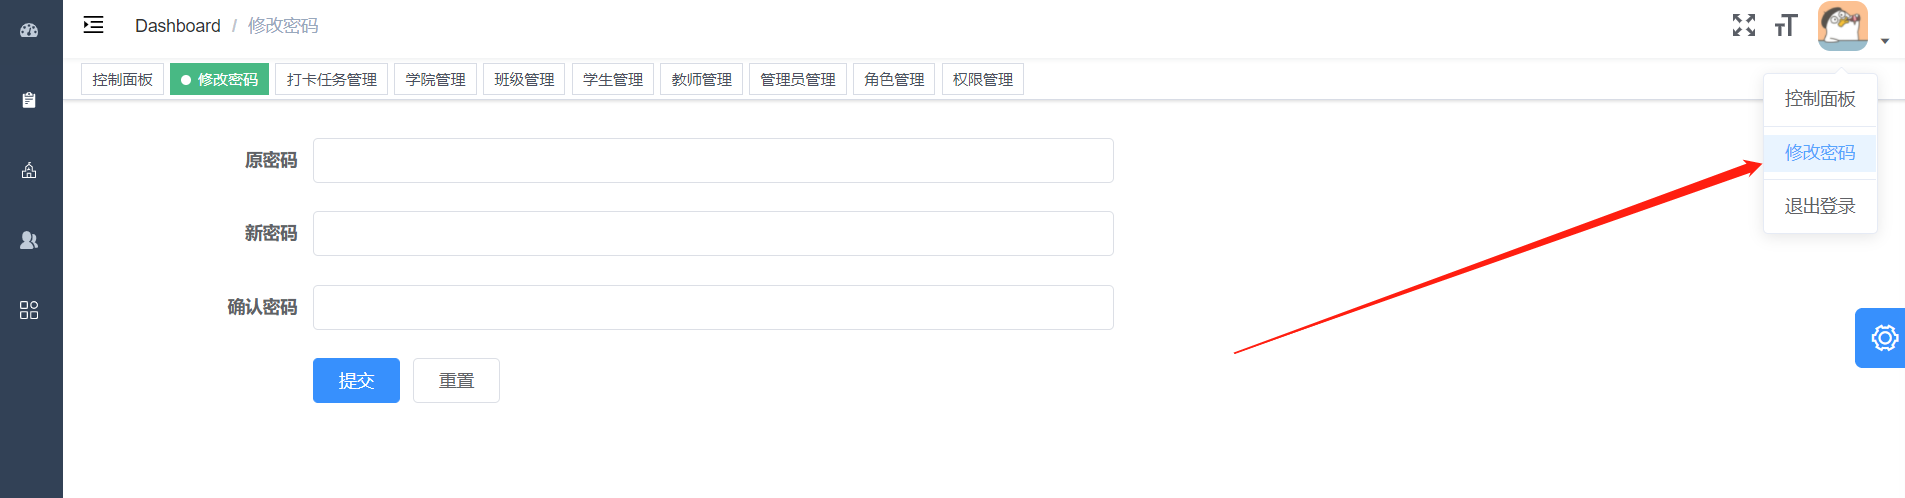 Dashboard / 修改密码
控制面板 修改密码 打卡任务管理 学院管理 班级管理 学生管理 教师管理 管理员管理 角色管理 权限管理
控制面板
修改密码
退出登录
原密码
新密码
确认密码
提交 重置